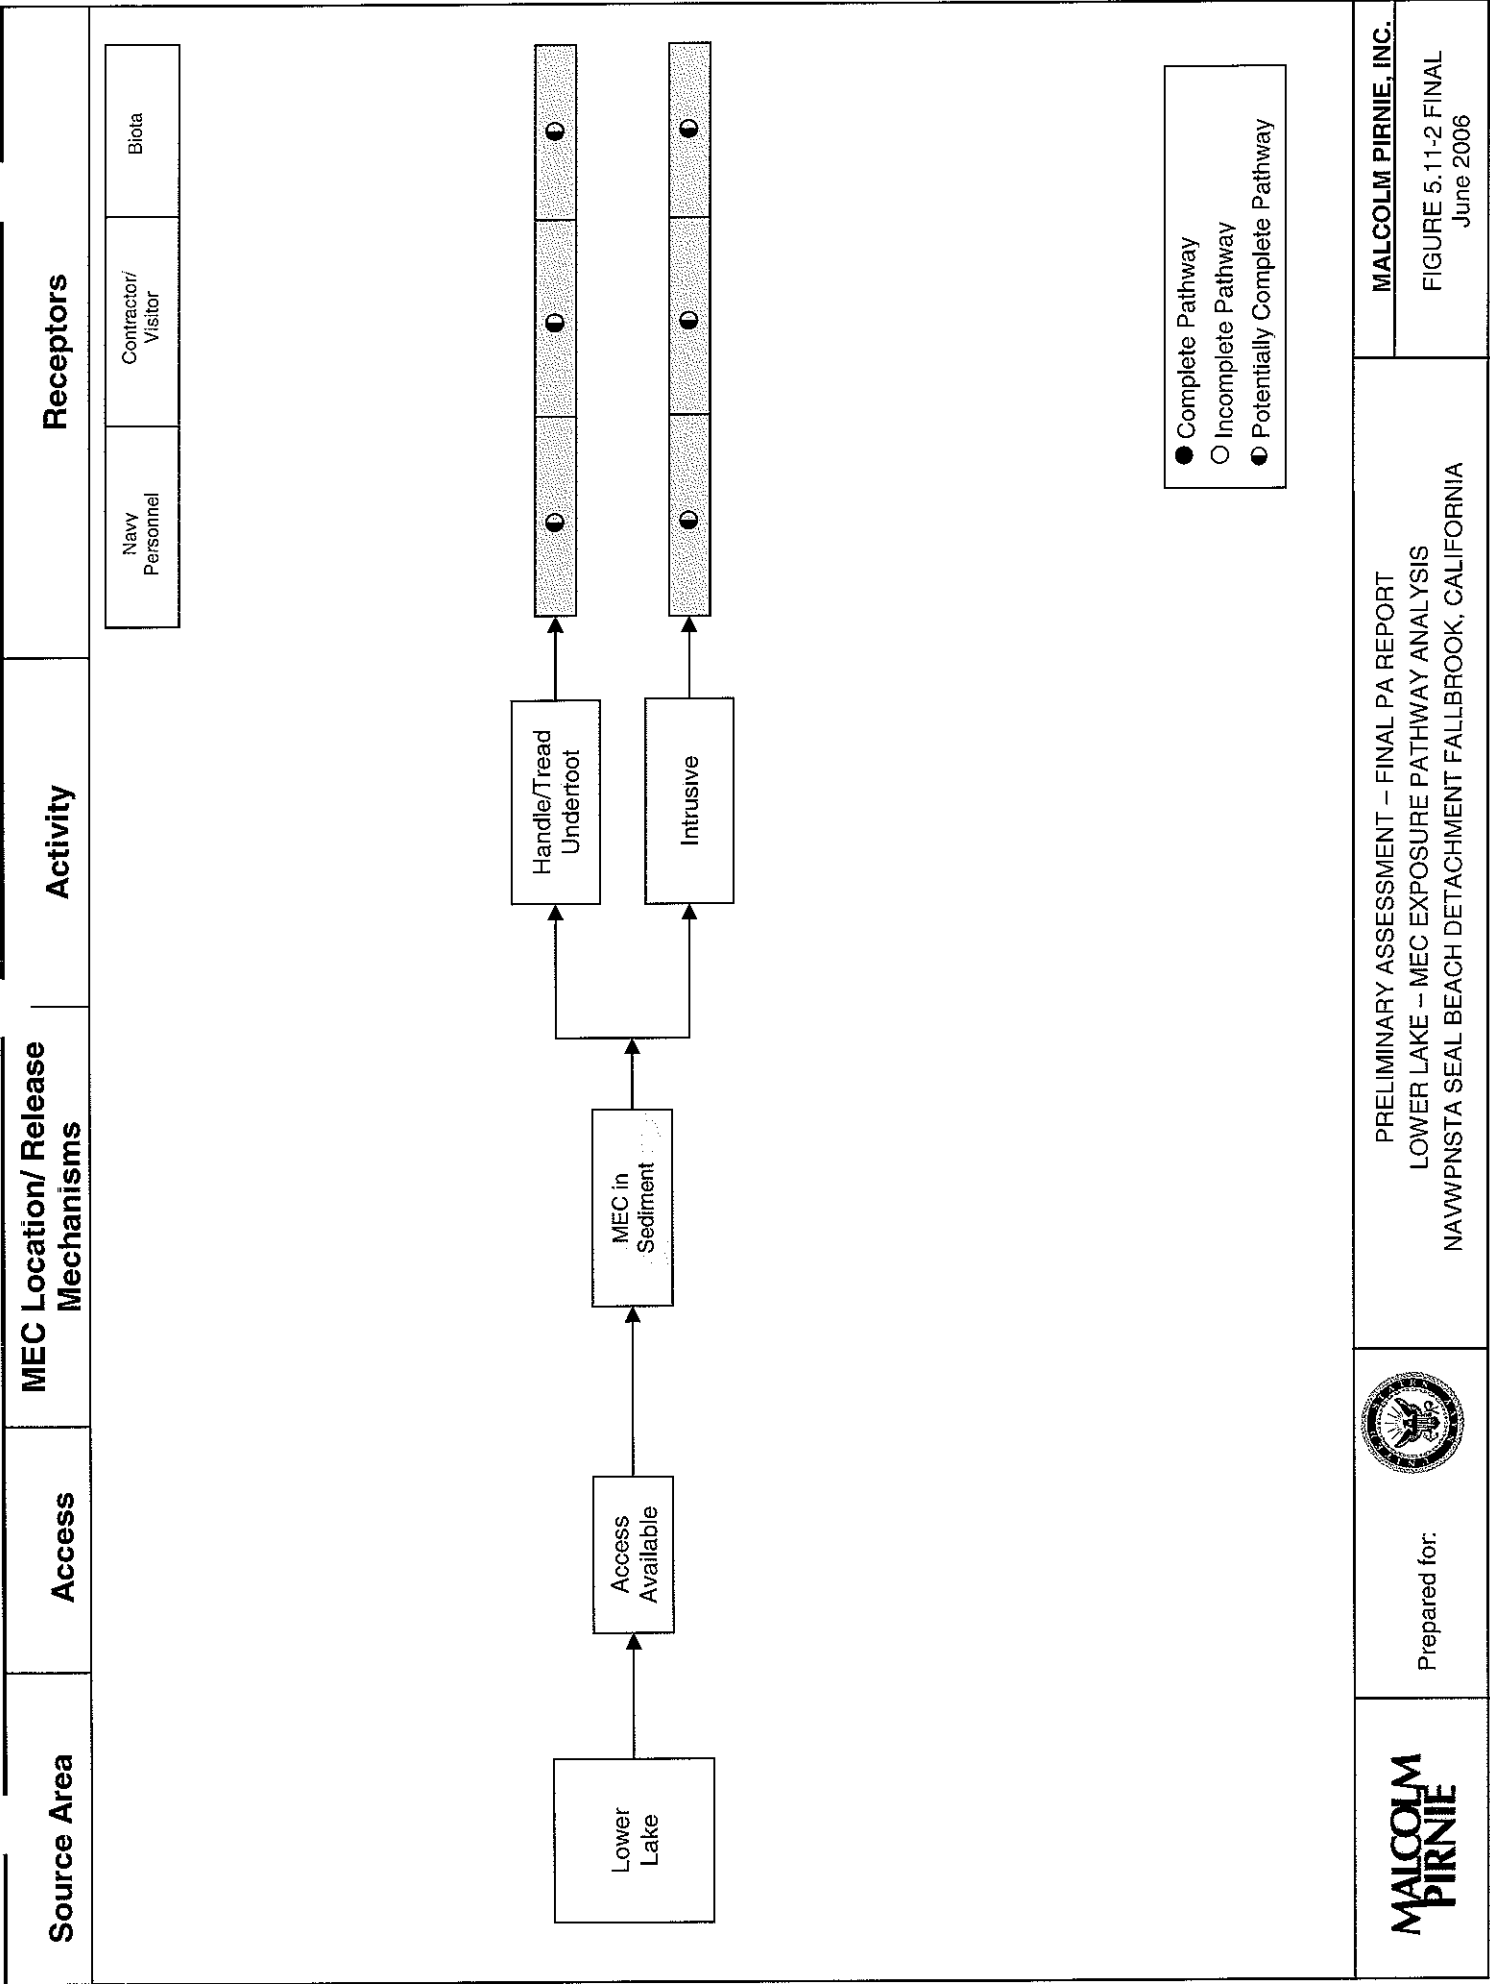 Source Area
Access
MEC Location/ Release
Mechanisms
Activity
Receptors
Navy
Personnel
Contractor/
Visitor
Biota
Lower
Lake
Access
Available
MEC in
Sediment
Handle/Tread
Underfoot
Intrusive
Complete Pathway
Incomplete Pathway
Potentially Complete Pathway
MALCOLM
PIRNIE
Prepared for:
PRELIMINARY ASSESSMENT – FINAL PA REPORT
LOWER LAKE – MEC EXPOSURE PATHWAY ANALYSIS
NAVWPNSTA SEAL BEACH DETACHMENT FALLBROOK, CALIFORNIA
MALCOLM PIRNIE, INC.
FIGURE 5.11-2 FINAL
June 2006